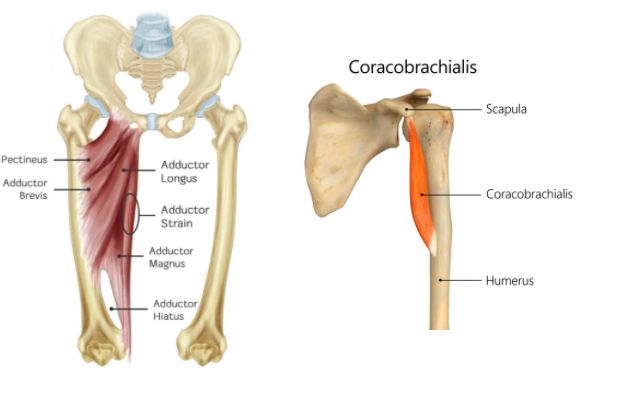 Pectineus
Adductor
Brevis
Adductor
Longus
Adductor
Strain
Adductor
Magnus
Adductor
Hiatus
Coracobrachialis
Scapula
Coracobrachialis
Humerus